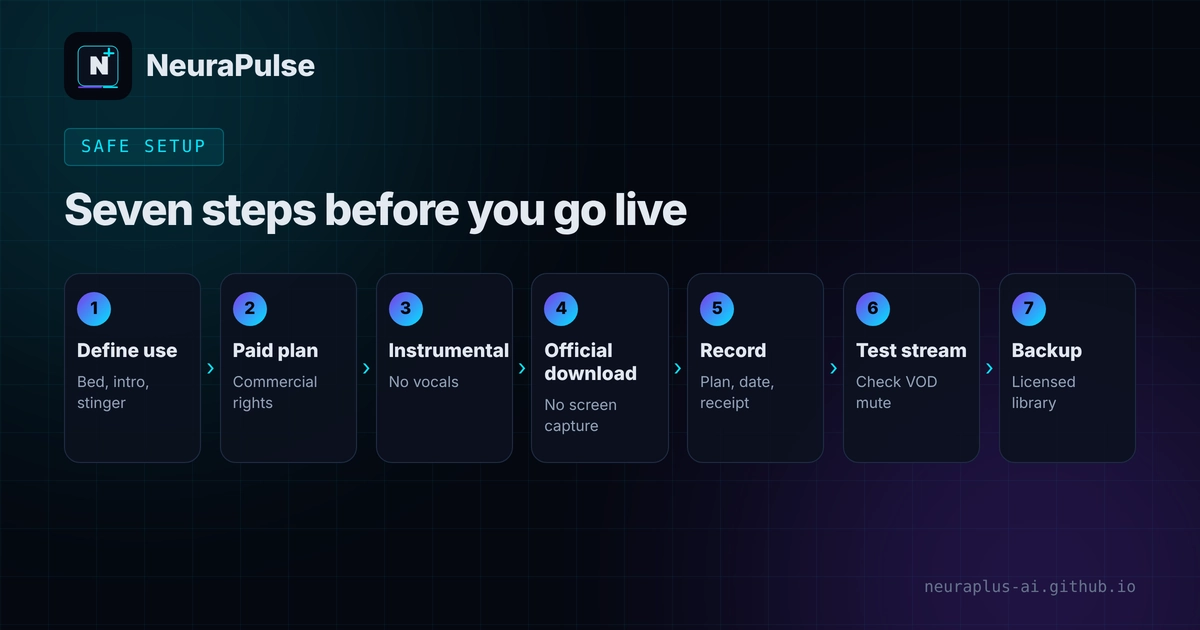 N+
NeuraPulse
SAFE SETUP
Seven steps before you go live
1
Define use
Bed, intro,
stinger
›
2
Paid plan
Commercial
rights
›
3
Instrumental
No vocals
›
4
Official
download
No screen
capture
›
5
Record
Plan, date,
receipt
›
6
Test stream
Check VOD
mute
›
7
Backup
Licensed
library
neuraplus-ai.github.io